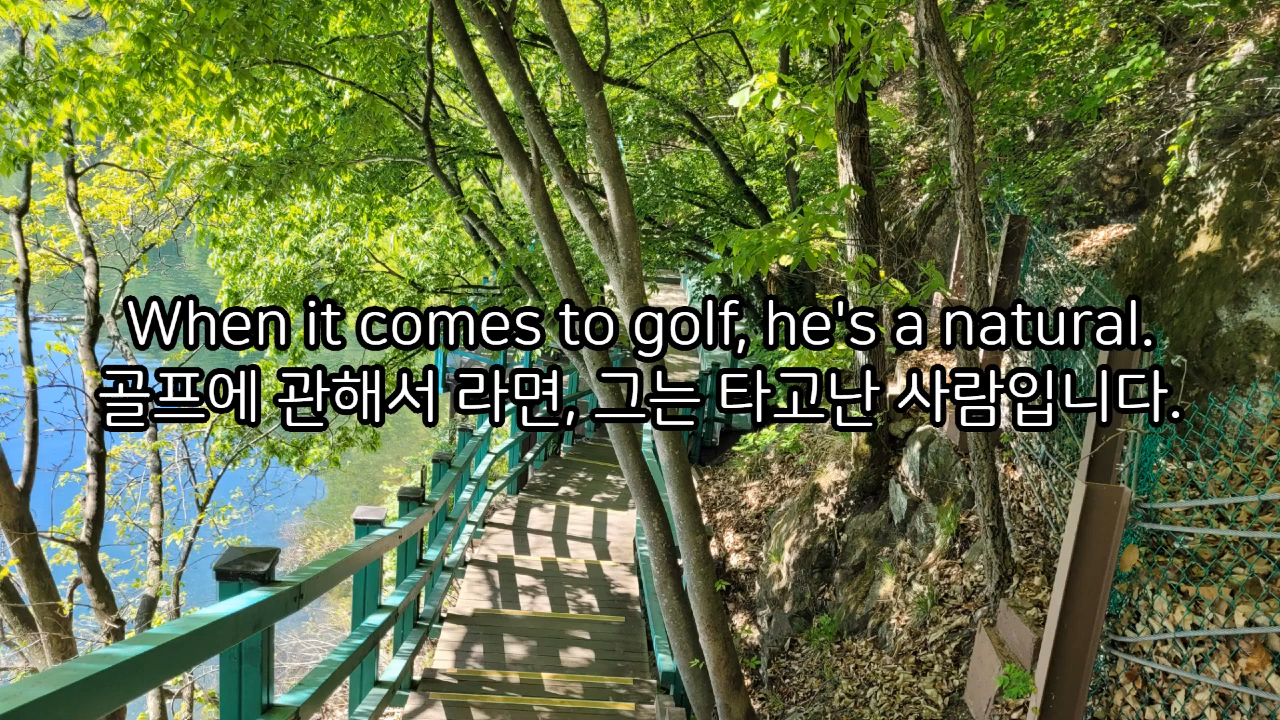 When it comes to golf, he's a natural.
골프에 관해서 라면, 그는 타고난 사람입니다.